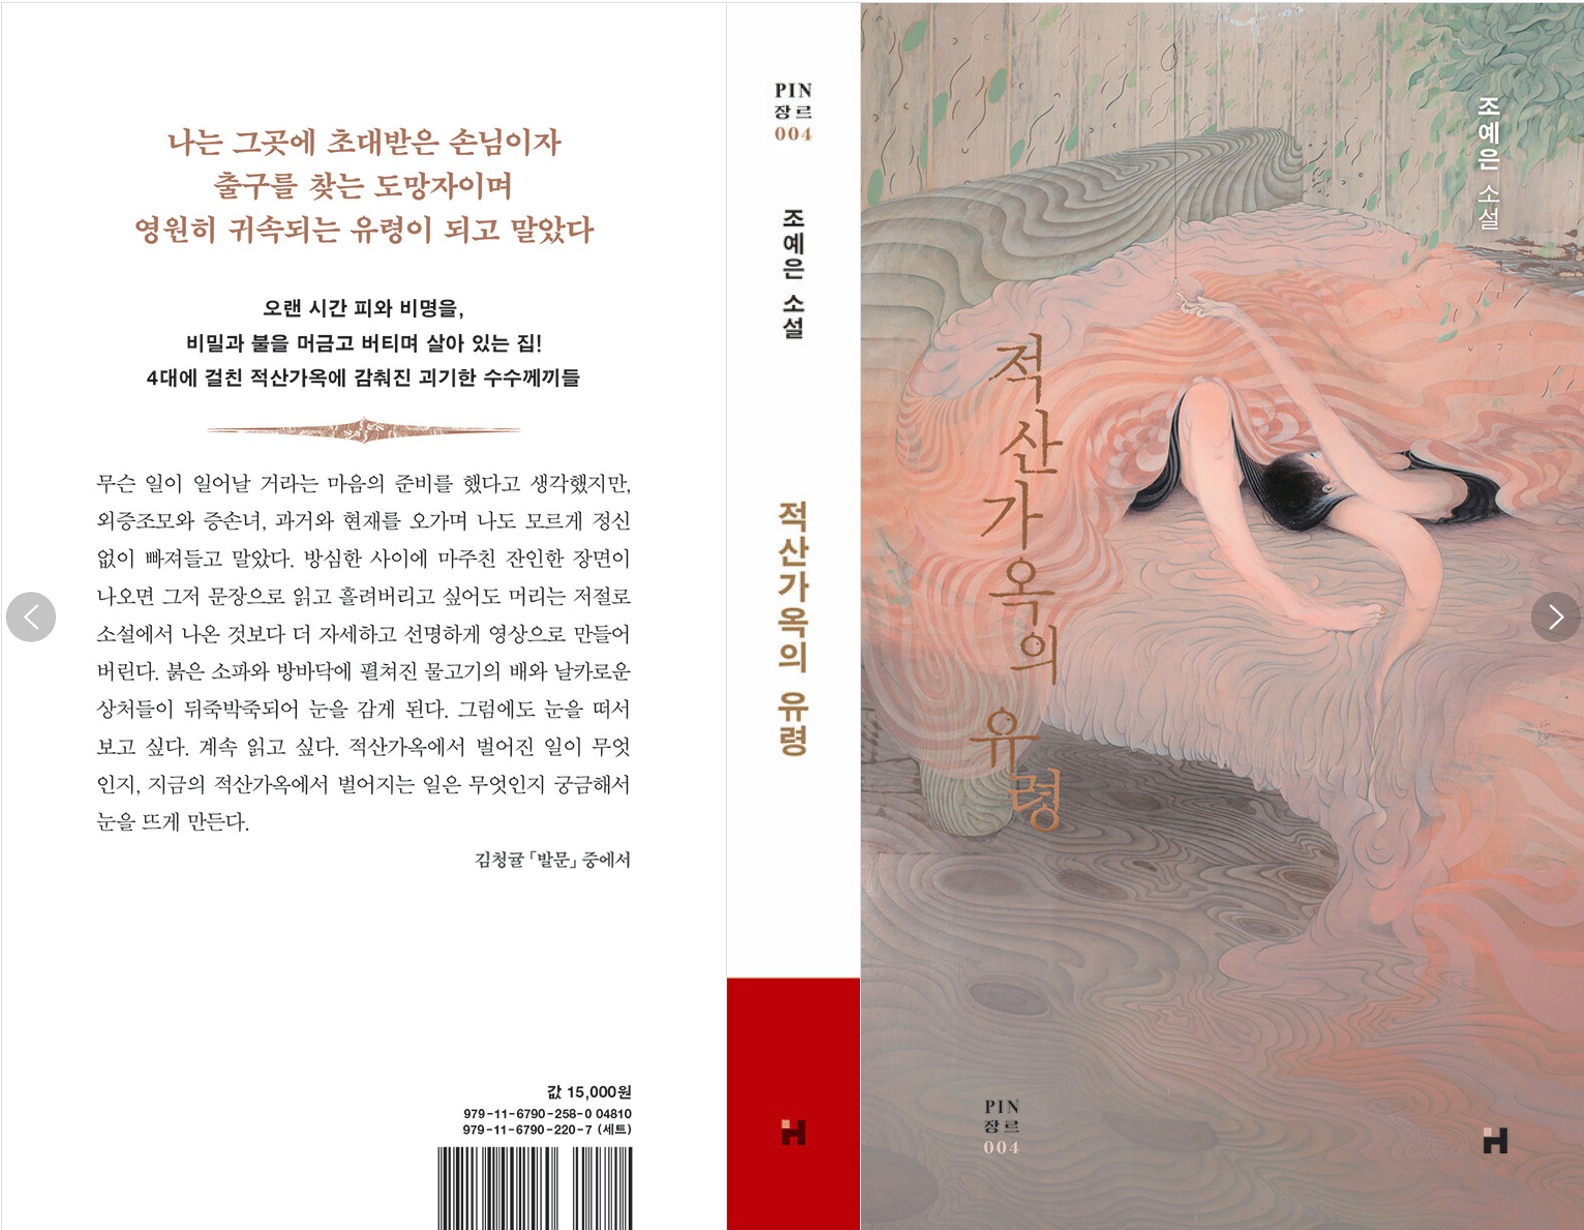 나는 그곳에 초대받은 손님이자
출구를 찾는 도망자이며
영원히 귀속되는 유령이 되고 말았다
오랜 시간 피와 비명을,
비밀과 불을 머금고 버티며 살아 있는 집!
4대에 걸친 적산가옥에 감춰진 괴기한 수수께끼들
무슨 일이 일어날 거라는 마음의 준비를 했다고 생각했지만,
외증조모와 증손녀, 과거와 현재를 오가며 나도 모르게 정신
없이 빠져들고 말았다. 방심한 사이에 마주친 잔인한 장면이
나오면 그저 문장으로 읽고 흘려버리고 싶어도 머리는 저절로
소설에서 나온 것보다 더 자세하고 선명하게 영상으로 만들어
버린다. 붉은 소파와 방바닥에 펼쳐진 물고기의 배와 날카로운
상처들이 뒤죽박죽되어 눈을 감게 된다. 그럼에도 눈을 떠서
보고 싶다. 계속 읽고 싶다. 적산가옥에서 벌어진 일이 무엇
인지, 지금의 적산가옥에서 벌어지는 일은 무엇인지 궁금해서
눈을 뜨게 만든다.
김청귤 「발문」 중에서
값 15,000원
979-11-6790-258-0 04810
979-11-6790-220-7 (세트)
PIN
장르
004
조예은 소설
적산가옥의 유령
조예은 소설
적산가옥의 유령
PIN
장르
004